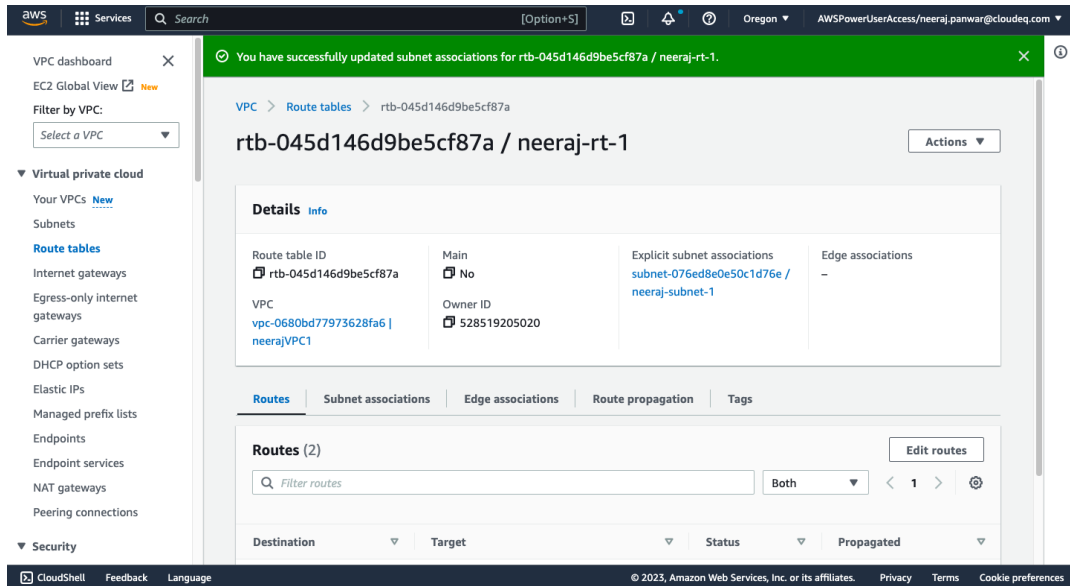 aws Services Search [Option+S] Oregon ▼ AWSPowerUserAccess/neeraj.panwar@cloudeq.com ▼
You have successfully updated subnet associations for rtb-045d146d9be5cf87a / neeraj-rt-1.
VPC dashboard
EC2 Global View New
Filter by VPC:
Select a VPC
Virtual private cloud
Your VPCs New
Subnets
Route tables
Internet gateways
Egress-only internet
gateways
Carrier gateways
DHCP option sets
Elastic IPs
Managed prefix lists
Endpoints
Endpoint services
NAT gateways
Peering connections
Security
VPC > Route tables > rtb-045d146d9be5cf87a
rtb-045d146d9be5cf87a / neeraj-rt-1
Actions ▼
Details Info
Route table ID
rtb-045d146d9be5cf87a
Main
No
Explicit subnet associations
subnet-076ed8e0e50c1d76e /
neeraj-subnet-1
Edge associations
–
VPC
vpc-0680bd77973628fa6 |
neerajVPC1
Owner ID
528519205020
Routes Subnet associations Edge associations Route propagation Tags
Routes (2)
Edit routes
Filter routes
Both
< 1 >
Destination Target Status Propagated
CloudShell Feedback Language © 2023, Amazon Web Services, Inc. or its affiliates. Privacy Terms Cookie preferences